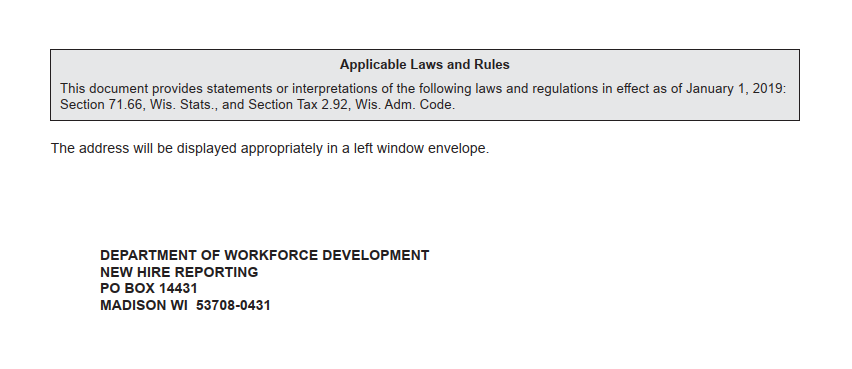 Applicable Laws and Rules
This document provides statements or interpretations of the following laws and regulations in effect as of January 1, 2019:
Section 71.66, Wis. Stats., and Section Tax 2.92, Wis. Adm. Code.
The address will be displayed appropriately in a left window envelope.
DEPARTMENT OF WORKFORCE DEVELOPMENT
NEW HIRE REPORTING
PO BOX 14431
MADISON WI  53708-0431